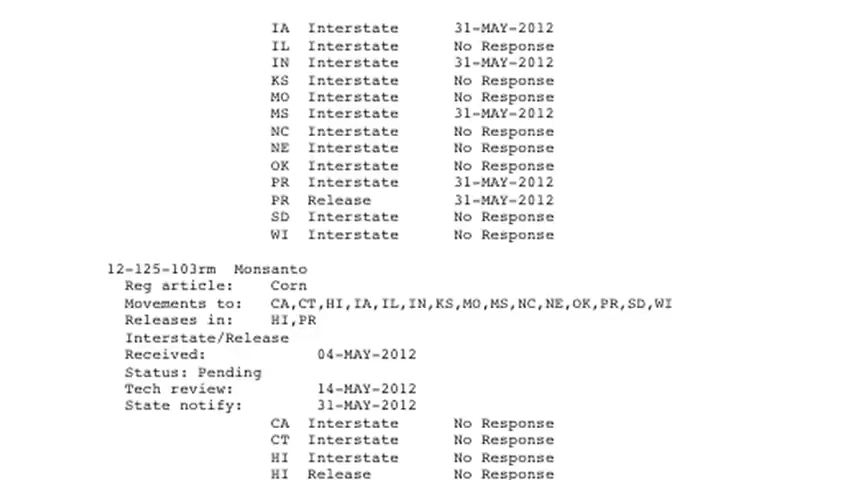 IA Interstate 31-MAY-2012
IL Interstate No Response
IN Interstate 31-MAY-2012
KS Interstate No Response
MO Interstate No Response
MS Interstate 31-MAY-2012
NC Interstate No Response
NE Interstate No Response
OK Interstate No Response
PR Interstate 31-MAY-2012
PR Release 31-MAY-2012
SD Interstate No Response
WI Interstate No Response
12-125-103rm Monsanto
Reg article: Corn
Movements to: CA,CT,HI,IA,IL,IN,KS,MO,MS,NC,NE,OK,PR,SD,WI
Releases in: HI,PR
Interstate/Release
Received: 04-MAY-2012
Status: Pending
Tech review: 14-MAY-2012
State notify: 31-MAY-2012
CA Interstate No Response
CT Interstate No Response
HI Interstate No Response
HI Release No Response